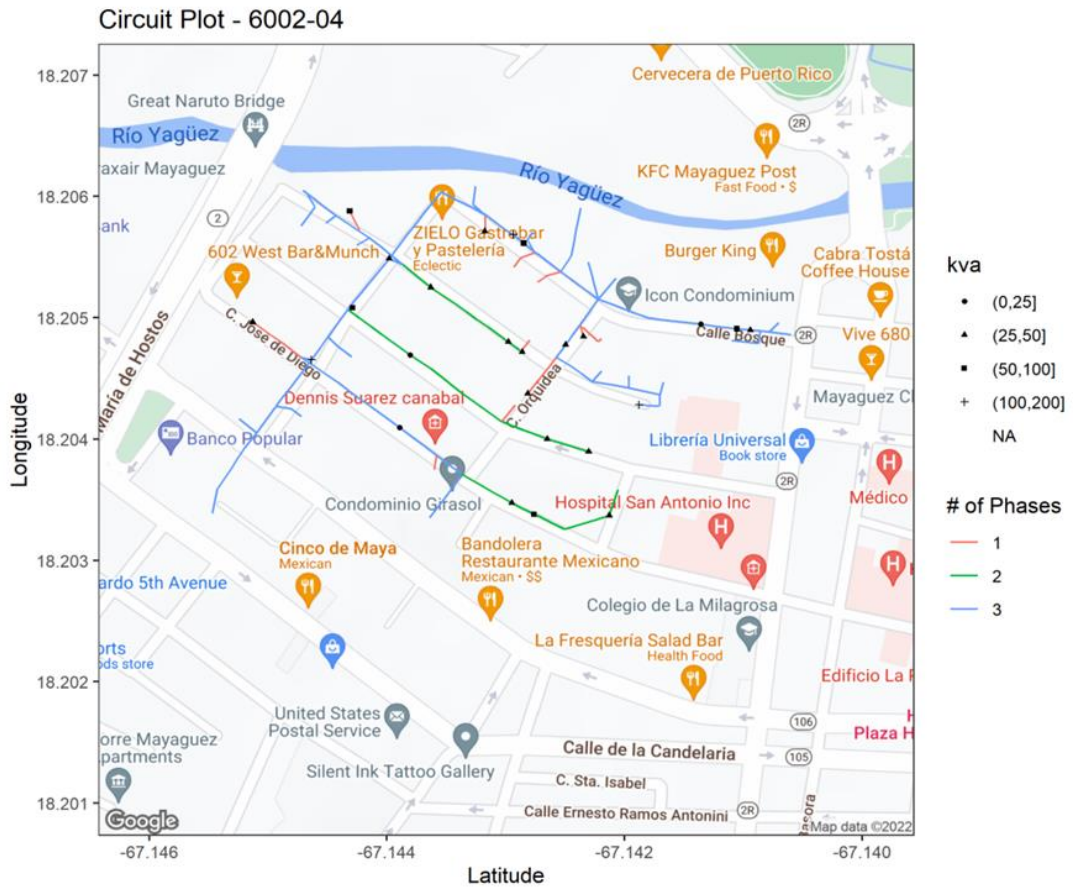 Circuit Plot - 6002-04
18.207
18.206
18.205
18.204
18.203
18.202
18.201
Longitude
-67.146
-67.144
-67.142
-67.140
Latitude
Cervecera de Puerto Rico
Great Naruto Bridge
2R
Río Yagüez
axair Mayaguez
KFC Mayaguez Post
Fast Food • $
Río Yagüez
2
ank
ZIELO Gastrobar
y Pastelería
Eclectic
602 West Bar&Munch
Burger King
Cabra Tostá
Coffee House
Icon Condominium
C. José de Diego
Calle Bosque
2R
Vive 680
María de Hostos
Dennis Suarez canabal
C. Orquidea
Mayaguez Cl
Banco Popular
Librería Universal
Book store
2R
Médico
Condominio Girasol
Hospital San Antonio Inc
Cinco de Maya
Mexican
Bandolera
Restaurante Mexicano
Mexican • $$
ardo 5th Avenue
Colegio de La Milagrosa
La Fresquería Salad Bar
Health Food
orts
ods store
Edificio La F
United States
Postal Service
106
Plaza H
orre Mayaguez
partments
Calle de la Candelaria
105
Silent Ink Tattoo Gallery
C. Sta. Isabel
Calle Ernesto Ramos Antonini
2R
Basora
Google
Map data ©2022
kva
(0,25]
(25,50]
(50,100]
(100,200]
NA
# of Phases
1
2
3